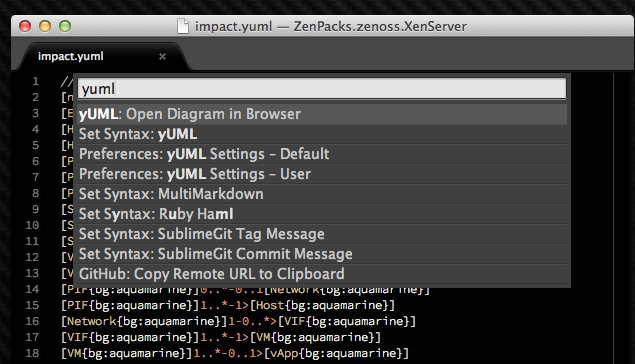 impact.yuml — ZenPacks.zenoss.XenServer
impact.yuml ×
yuml
yUML: Open Diagram in Browser
Set Syntax: yUML
Preferences: yUML Settings – Default
Preferences: yUML Settings – User
Set Syntax: MultiMarkdown
Set Syntax: Ruby Haml
Set Syntax: SublimeGit Tag Message
Set Syntax: SublimeGit Commit Message
GitHub: Copy Remote URL to Clipboard
1 //
2 [n
3 [E
4 [H
5 [H
6 [P
7 [P
8 [P
9 [S
10 [S
11 [S
12 [V
13 [V
14 [PIF{bg:aquamarine}]0..*-0..1[Network{bg:aquamarine}]
15 [PIF{bg:aquamarine}]1..*-1>[Host{bg:aquamarine}]
16 [Network{bg:aquamarine}]1-0..*>[VIF{bg:aquamarine}]
17 [VIF{bg:aquamarine}]1..*-1>[VM{bg:aquamarine}]
18 [VM{bg:aquamarine}]1..*-0..1>[vApp{bg:aquamarine}]